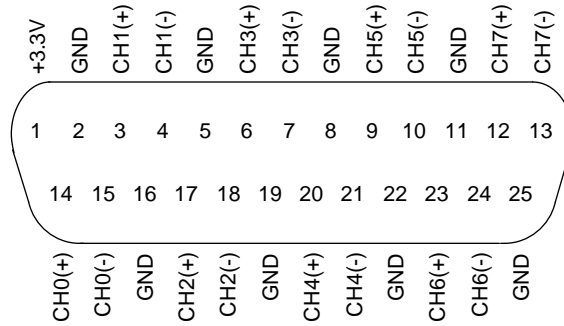 +3.3V GND CH1(+) CH1(-) GND CH3(+) CH3(-) GND CH5(+) CH5(-) GND CH7(+) CH7(-)
1 2 3 4 5 6 7 8 9 10 11 12 13
14 15 16 17 18 19 20 21 22 23 24 25
CH0(+) CH0(-) GND CH2(+) CH2(-) GND CH4(+) CH4(-) GND CH6(+) CH6(-) GND